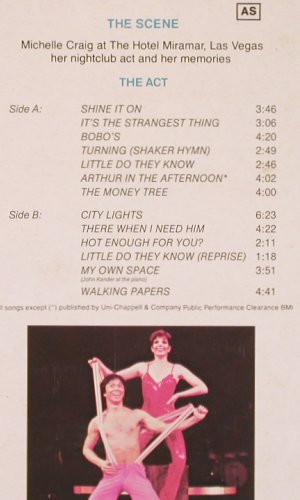 AS
THE SCENE
Michelle Craig at The Hotel Miramar, Las Vegas
her nightclub act and her memories
THE ACT
Side A: SHINE IT ON 3:46
IT'S THE STRANGEST THING 3:06
BOBO'S 4:20
TURNING (SHAKER HYMN) 2:49
LITTLE DO THEY KNOW 2:46
ARTHUR IN THE AFTERNOON* 4:02
THE MONEY TREE 4:00
Side B: CITY LIGHTS 6:23
THERE WHEN I NEED HIM 4:22
HOT ENOUGH FOR YOU? 2:11
LITTLE DO THEY KNOW (REPRISE) 1:18
MY OWN SPACE 3:51
(John Kander at the piano)
WALKING PAPERS 4:41
ll songs except (*) published by Uni-Chappell & Company Public Performance Clearance BMI